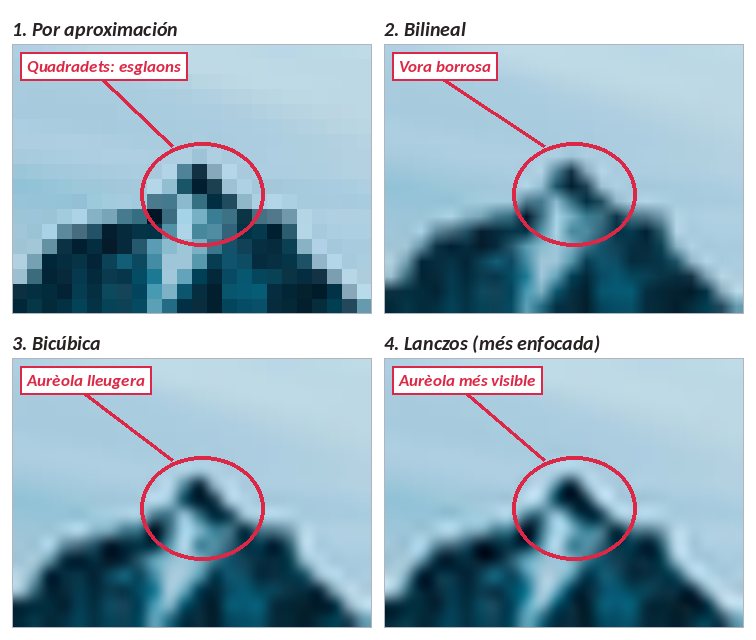 1. Por aproximación
Quadradets: esglaons
2. Bilineal
Vora borrosa
3. Bicúbica
Aurèola lleugera
4. Lanczos (més enfocada)
Aurèola més visible